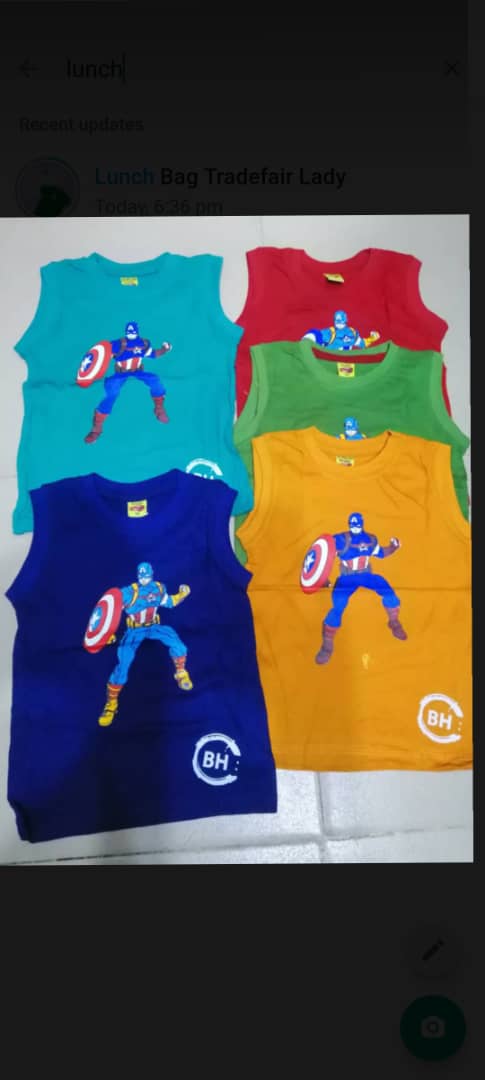 lunch
Recent updates
Lunch Bag Tradefair Lady
Today, 6:36 pm
A
A
A
A
BH
BH